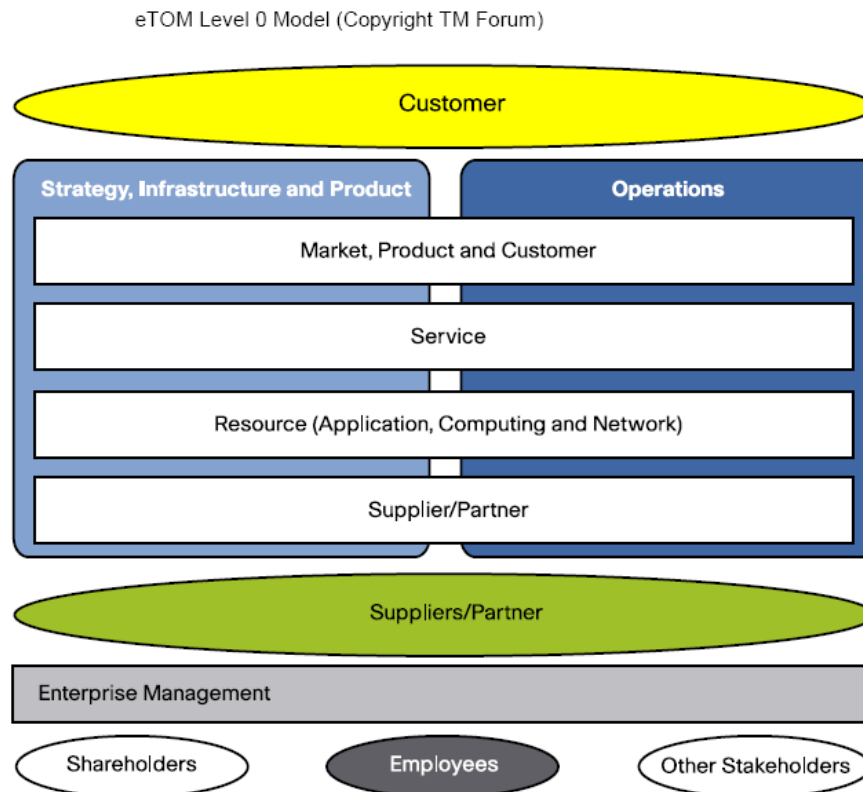 eTOM Level 0 Model (Copyright TM Forum)
Customer
Strategy, Infrastructure and Product
Operations
Market, Product and Customer
Service
Resource (Application, Computing and Network)
Supplier/Partner
Suppliers/Partner
Enterprise Management
Shareholders
Employees
Other Stakeholders